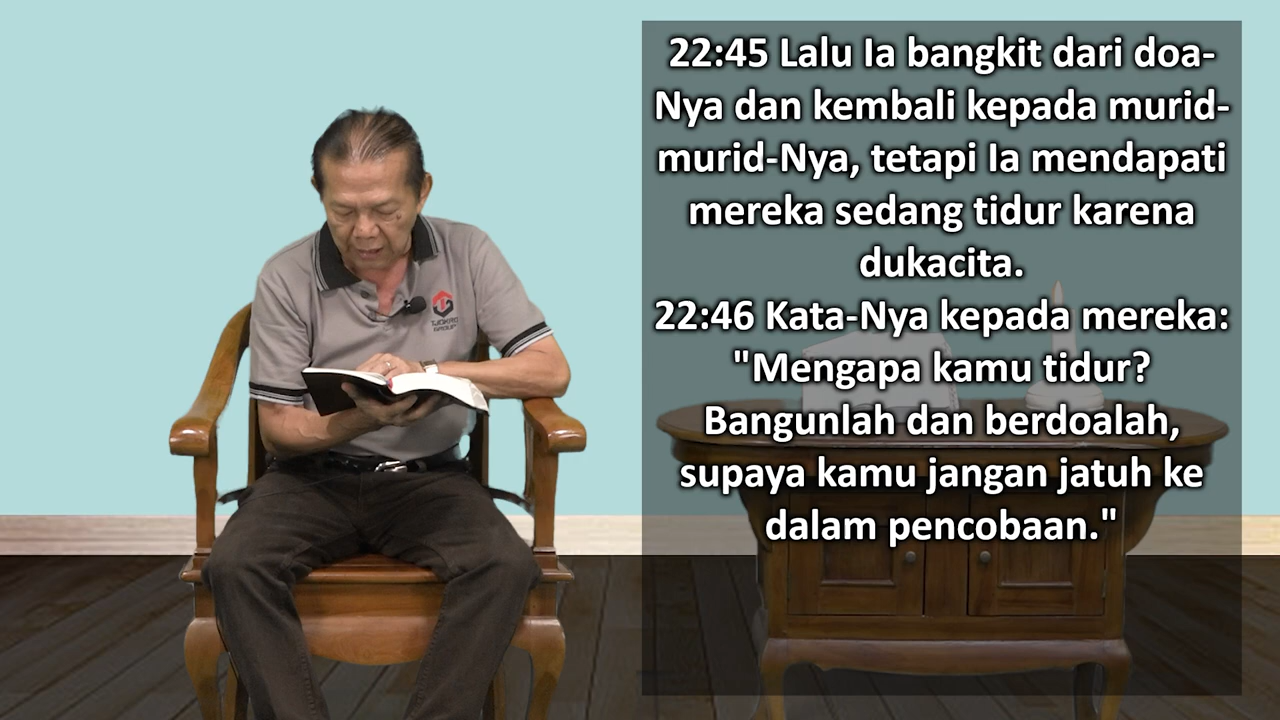 22:45 Lalu Ia bangkit dari doa-
Nya dan kembali kepada murid-
murid-Nya, tetapi Ia mendapati
mereka sedang tidur karena
dukacita.
22:46 Kata-Nya kepada mereka:
"Mengapa kamu tidur?
Bangunlah dan berdoalah,
supaya kamu jangan jatuh ke
dalam pencobaan."